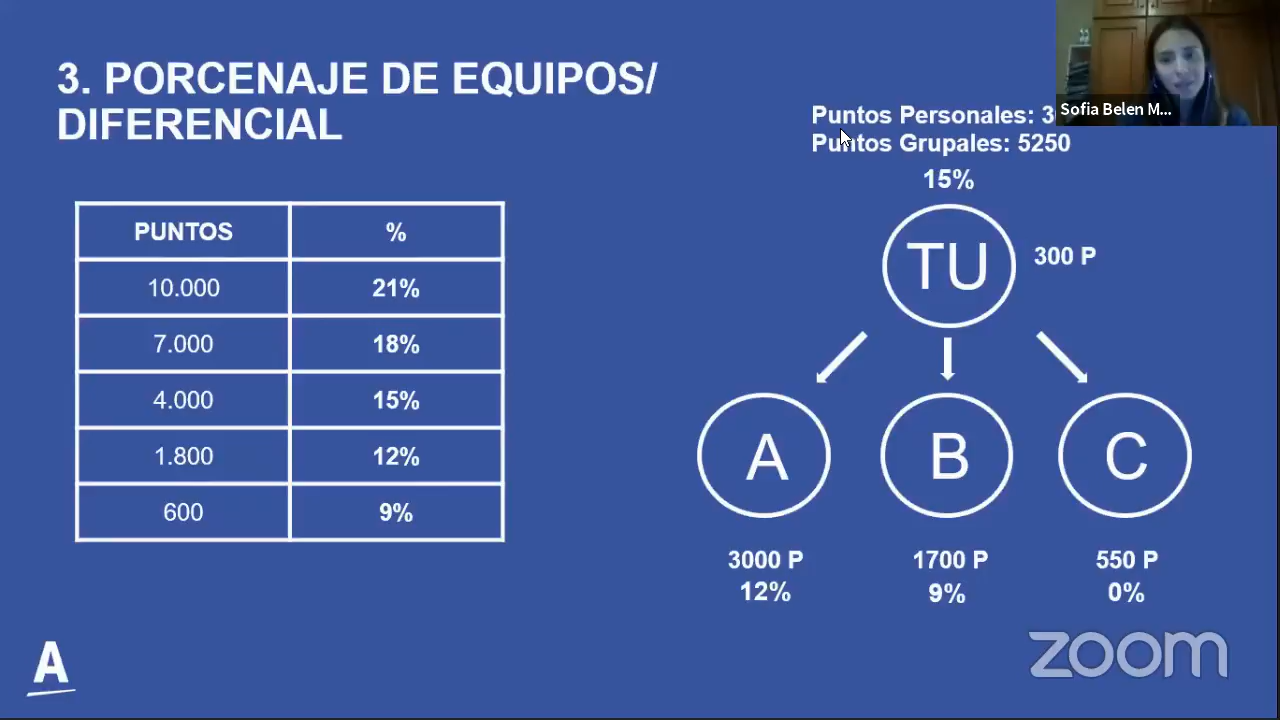 3. PORCENAJE DE EQUIPOS/
DIFERENCIAL
Sofia Belen M...
Puntos Personales: 3
Puntos Grupales: 5250
15%
TU
300 P
PUNTOS %
10.000 21%
7.000 18%
4.000 15%
1.800 12%
600 9%
A B C
3000 P 1700 P 550 P
12% 9% 0%
A
zoom